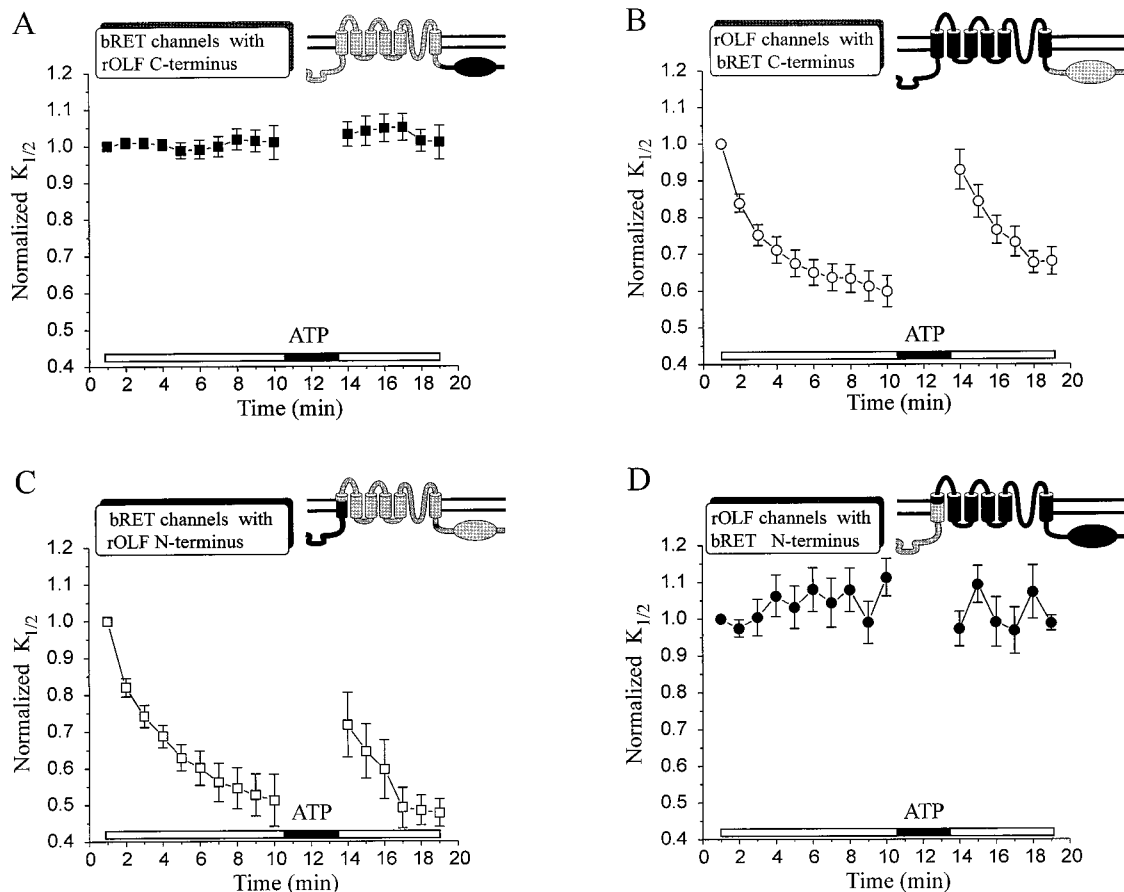 A
bRET channels with
rOLF C-terminus
Normalized K1/2
1.2
1.1
1.0
0.9
0.8
0.7
0.6
0.5
0.4
ATP
0 2 4 6 8 10 12 14 16 18 20
Time (min)
B
rOLF channels with
bRET C-terminus
Normalized K1/2
1.2
1.1
1.0
0.9
0.8
0.7
0.6
0.5
0.4
ATP
0 2 4 6 8 10 12 14 16 18 20
Time (min)
C
bRET channels with
rOLF N-terminus
Normalized K1/2
1.2
1.1
1.0
0.9
0.8
0.7
0.6
0.5
0.4
ATP
0 2 4 6 8 10 12 14 16 18 20
Time (min)
D
rOLF channels with
bRET N-terminus
Normalized K1/2
1.2
1.1
1.0
0.9
0.8
0.7
0.6
0.5
0.4
ATP
0 2 4 6 8 10 12 14 16 18 20
Time (min)